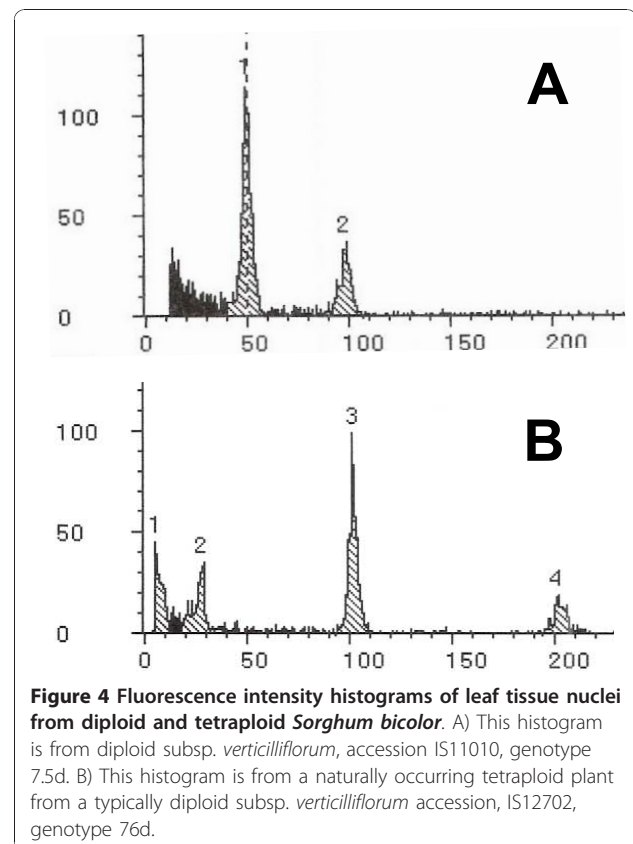 A
1
2
100
50
0
0 50 100 150 200
B
1
2
3
4
100
50
0
0 50 100 150 200
Figure 4 Fluorescence intensity histograms of leaf tissue nuclei
from diploid and tetraploid Sorghum bicolor. A) This histogram
is from diploid subsp. verticilliflorum, accession IS11010, genotype
7.5d. B) This histogram is from a naturally occurring tetraploid plant
from a typically diploid subsp. verticilliflorum accession, IS12702,
genotype 76d.